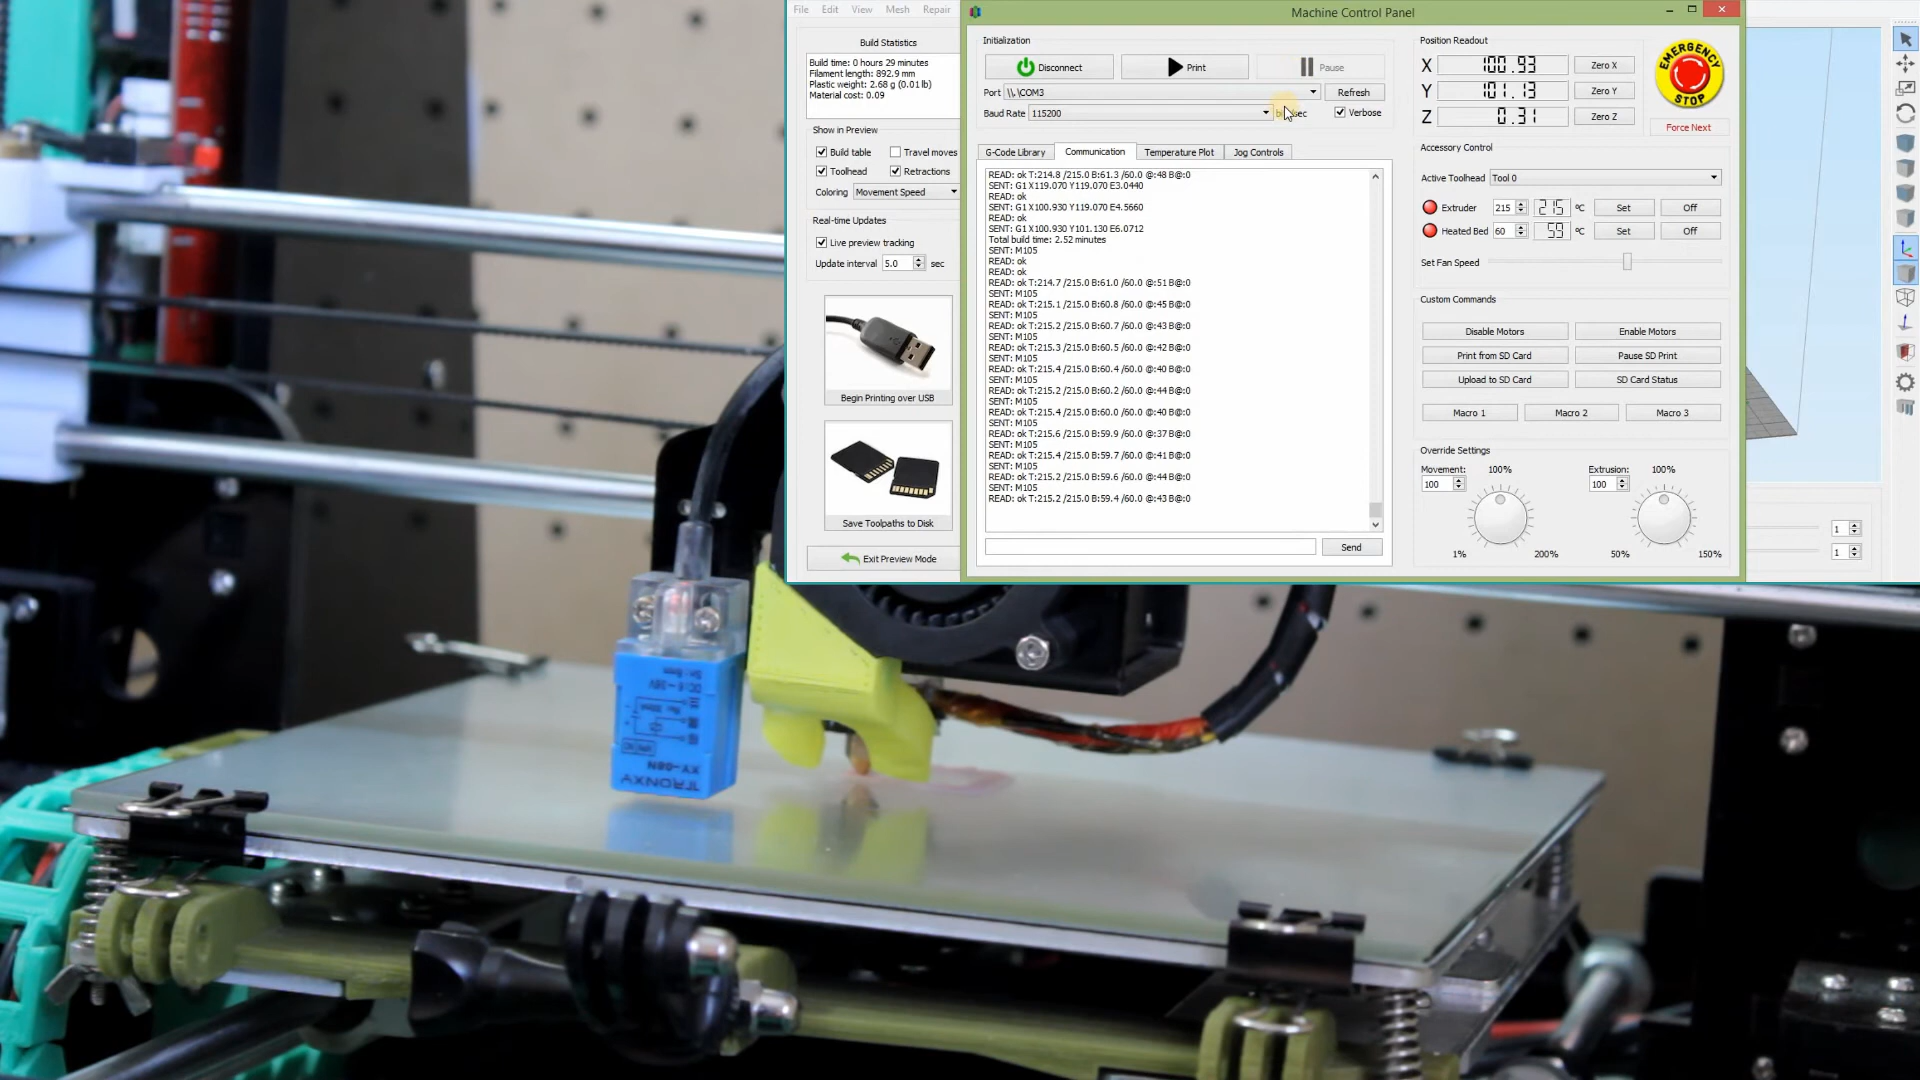 File Edit View Mesh Repair
Build Statistics
Build time: 0 hours 29 minutes
Filament length: 892.9 mm
Plastic weight: 2.68 g (0.01 lb)
Material cost: 0.09
Show in Preview
Build table Travel moves
Toolhead Retractions
Coloring Movement Speed
Real-time Updates
Live preview tracking
Update interval 5.0 sec
Begin Printing over USB
Save Toolpaths to Disk
Exit Preview Mode
Machine Control Panel
Initialization
Disconnect Print Pause
Port \\.\COM3 Refresh
Baud Rate 115200 Verbose
G-Code Library Communication Temperature Plot Jog Controls
READ: ok T:214.8 /215.0 B:61.3 /60.0 @:48 B@:0
SENT: G1 X119.070 Y119.070 E3.0440
READ: ok
SENT: G1 X100.930 Y119.070 E4.5660
READ: ok
SENT: G1 X100.930 Y101.130 E6.0712
Total build time: 2.52 minutes
SENT: M105
READ: ok
READ: ok
READ: ok T:214.7 /215.0 B:61.0 /60.0 @:51 B@:0
SENT: M105
READ: ok T:215.1 /215.0 B:60.8 /60.0 @:45 B@:0
SENT: M105
READ: ok T:215.2 /215.0 B:60.7 /60.0 @:43 B@:0
SENT: M105
READ: ok T:215.3 /215.0 B:60.5 /60.0 @:42 B@:0
SENT: M105
READ: ok T:215.4 /215.0 B:60.4 /60.0 @:40 B@:0
SENT: M105
READ: ok T:215.2 /215.0 B:60.2 /60.0 @:44 B@:0
SENT: M105
READ: ok T:215.4 /215.0 B:60.0 /60.0 @:40 B@:0
SENT: M105
READ: ok T:215.6 /215.0 B:59.9 /60.0 @:37 B@:0
SENT: M105
READ: ok T:215.4 /215.0 B:59.7 /60.0 @:41 B@:0
SENT: M105
READ: ok T:215.2 /215.0 B:59.6 /60.0 @:44 B@:0
SENT: M105
READ: ok T:215.2 /215.0 B:59.4 /60.0 @:43 B@:0
Send
Position Readout
X 100.93 Zero X
Y 101.13 Zero Y
Z 0.31 Zero Z
EMERGENCY STOP
Force Next
Accessory Control
Active Toolhead Tool 0
Extruder 215 215 ºC Set Off
Heated Bed 60 59 ºC Set Off
Set Fan Speed
Custom Commands
Disable Motors Enable Motors
Print from SD Card Pause SD Print
Upload to SD Card SD Card Status
Macro 1 Macro 2 Macro 3
Override Settings
Movement: 100% Extrusion: 100%
100 100
1% 200% 50% 150%
1
1
TRONXY
XY-08N